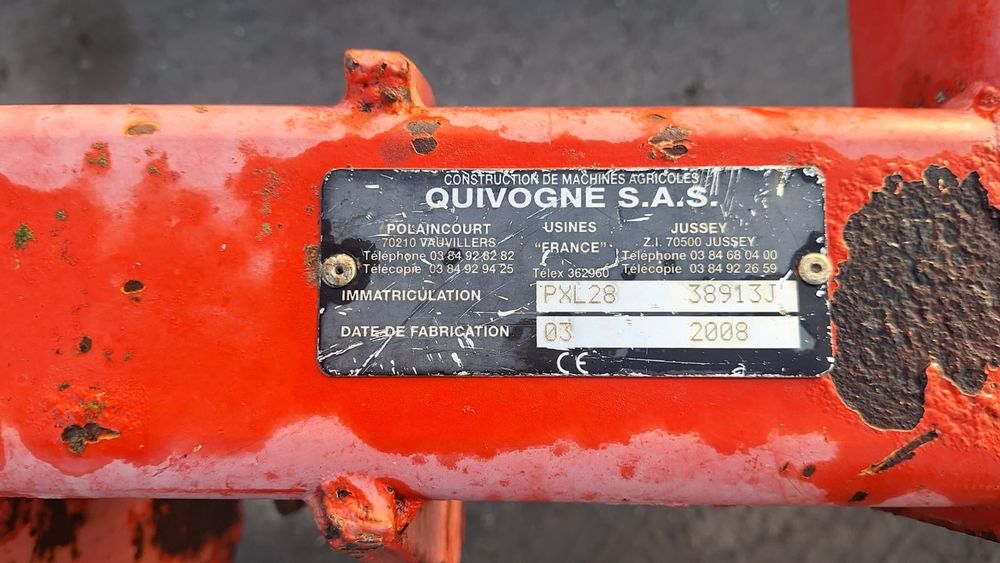 CONSTRUCTION DE MACHINES AGRICOLES
QUIVOGNE S.A.S.
POLAINCOURT USINES JUSSEY
70210 VAUVILLERS "FRANCE" Z.I. 70500 JUSSEY
Téléphone 03 84 92 82 82 Téléphone 03 84 68 04 00
Télécopie 03 84 92 94 25 Télex 362960 Télécopie 03 84 92 26 59
IMMATRICULATION PXL28 38913J
DATE DE FABRICATION 03 2008
CE